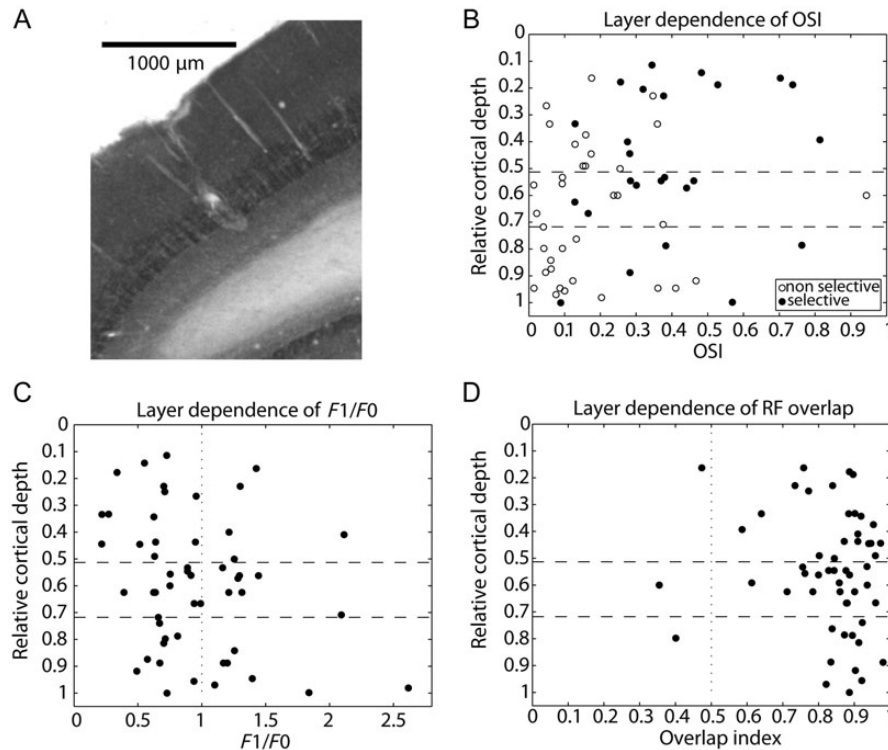 A
1000 µm
B
Layer dependence of OSI
Relative cortical depth
0
0.1
0.2
0.3
0.4
0.5
0.6
0.7
0.8
0.9
1
0 0.1 0.2 0.3 0.4 0.5 0.6 0.7 0.8 0.9 1
OSI
non selective
selective
C
Layer dependence of F1/F0
Relative cortical depth
0
0.1
0.2
0.3
0.4
0.5
0.6
0.7
0.8
0.9
1
0 0.5 1 1.5 2 2.5
F1/F0
D
Layer dependence of RF overlap
Relative cortical depth
0
0.1
0.2
0.3
0.4
0.5
0.6
0.7
0.8
0.9
1
0 0.1 0.2 0.3 0.4 0.5 0.6 0.7 0.8 0.9
Overlap index